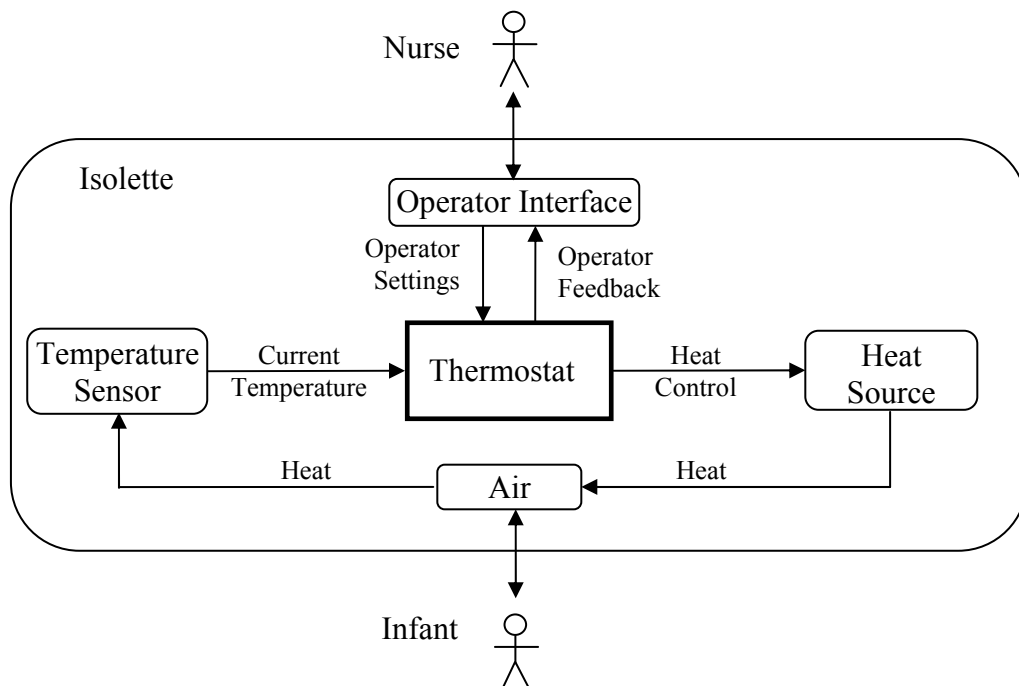 Nurse
Isolette
Operator Interface
Operator
Settings
Operator
Feedback
Temperature
Sensor
Current
Temperature
Thermostat
Heat
Control
Heat
Source
Heat
Air
Heat
Infant